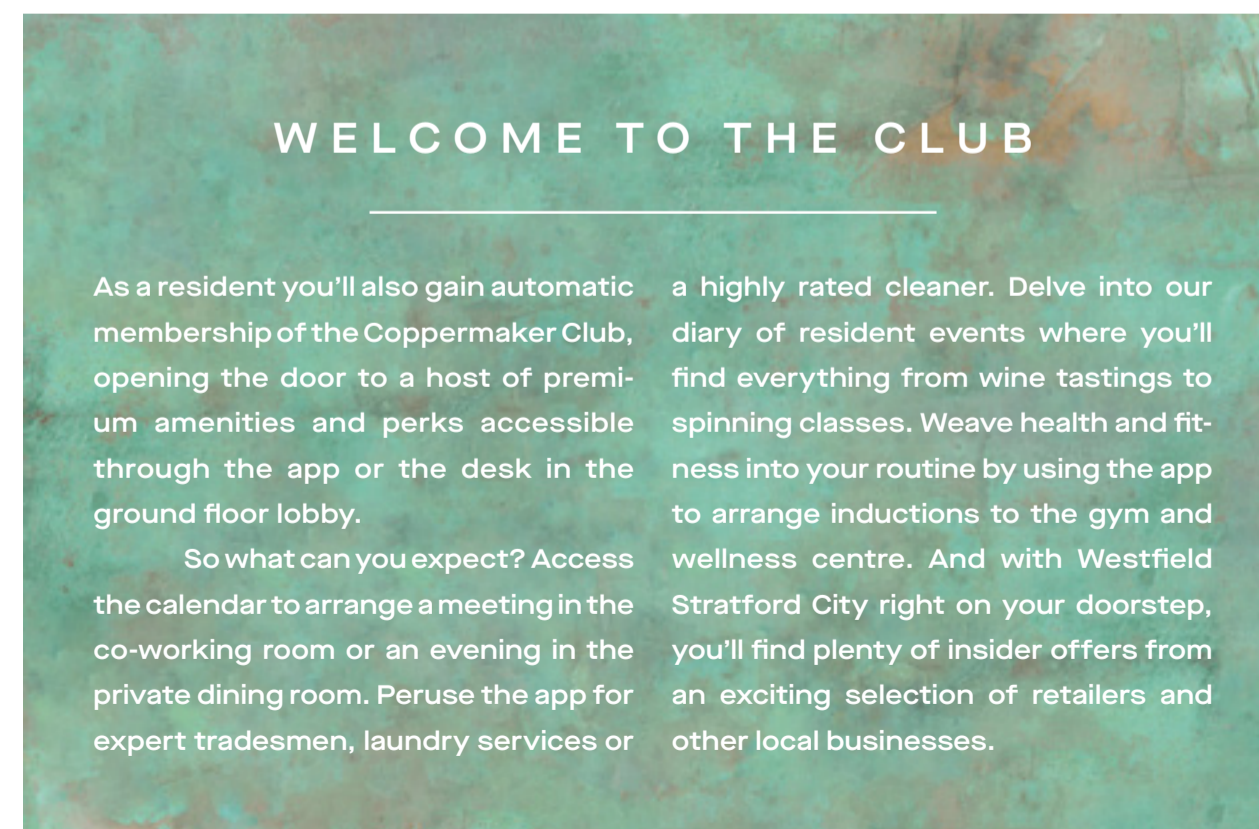 WELCOME TO THE CLUB
As a resident you’ll also gain automatic
membership of the Coppermaker Club,
opening the door to a host of premi-
um amenities and perks accessible
through the app or the desk in the
ground floor lobby.
So what can you expect? Access
the calendar to arrange a meeting in the
co-working room or an evening in the
private dining room. Peruse the app for
expert tradesmen, laundry services or
a highly rated cleaner. Delve into our
diary of resident events where you’ll
find everything from wine tastings to
spinning classes. Weave health and fit-
ness into your routine by using the app
to arrange inductions to the gym and
wellness centre. And with Westfield
Stratford City right on your doorstep,
you’ll find plenty of insider offers from
an exciting selection of retailers and
other local businesses.